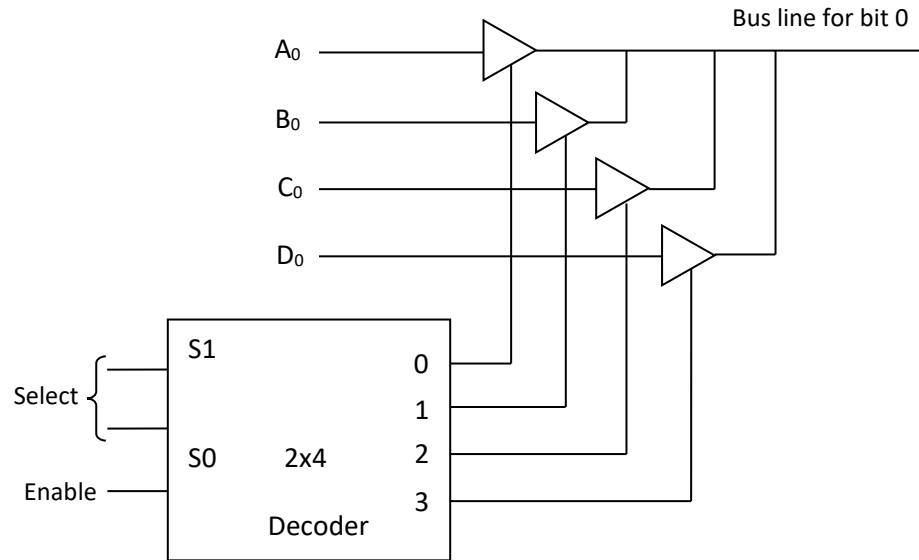 Bus line for bit 0
A₀
B₀
C₀
D₀
S1
0
Select
1
S0 2x4 2
Enable
3
Decoder